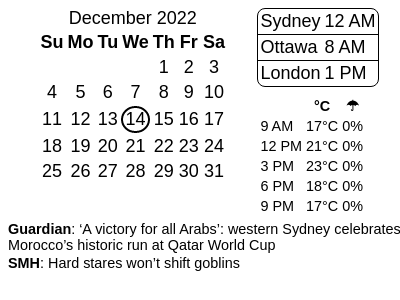 December 2022
Su Mo Tu We Th Fr Sa
1 2 3
4 5 6 7 8 9 10
11 12 13 14 15 16 17
18 19 20 21 22 23 24
25 26 27 28 29 30 31
Sydney 12 AM
Ottawa 8 AM
London 1 PM
°C ☂
9 AM 17°C 0%
12 PM 21°C 0%
3 PM 23°C 0%
6 PM 18°C 0%
9 PM 17°C 0%
Guardian: ‘A victory for all Arabs’: western Sydney celebrates
Morocco’s historic run at Qatar World Cup
SMH: Hard stares won’t shift goblins